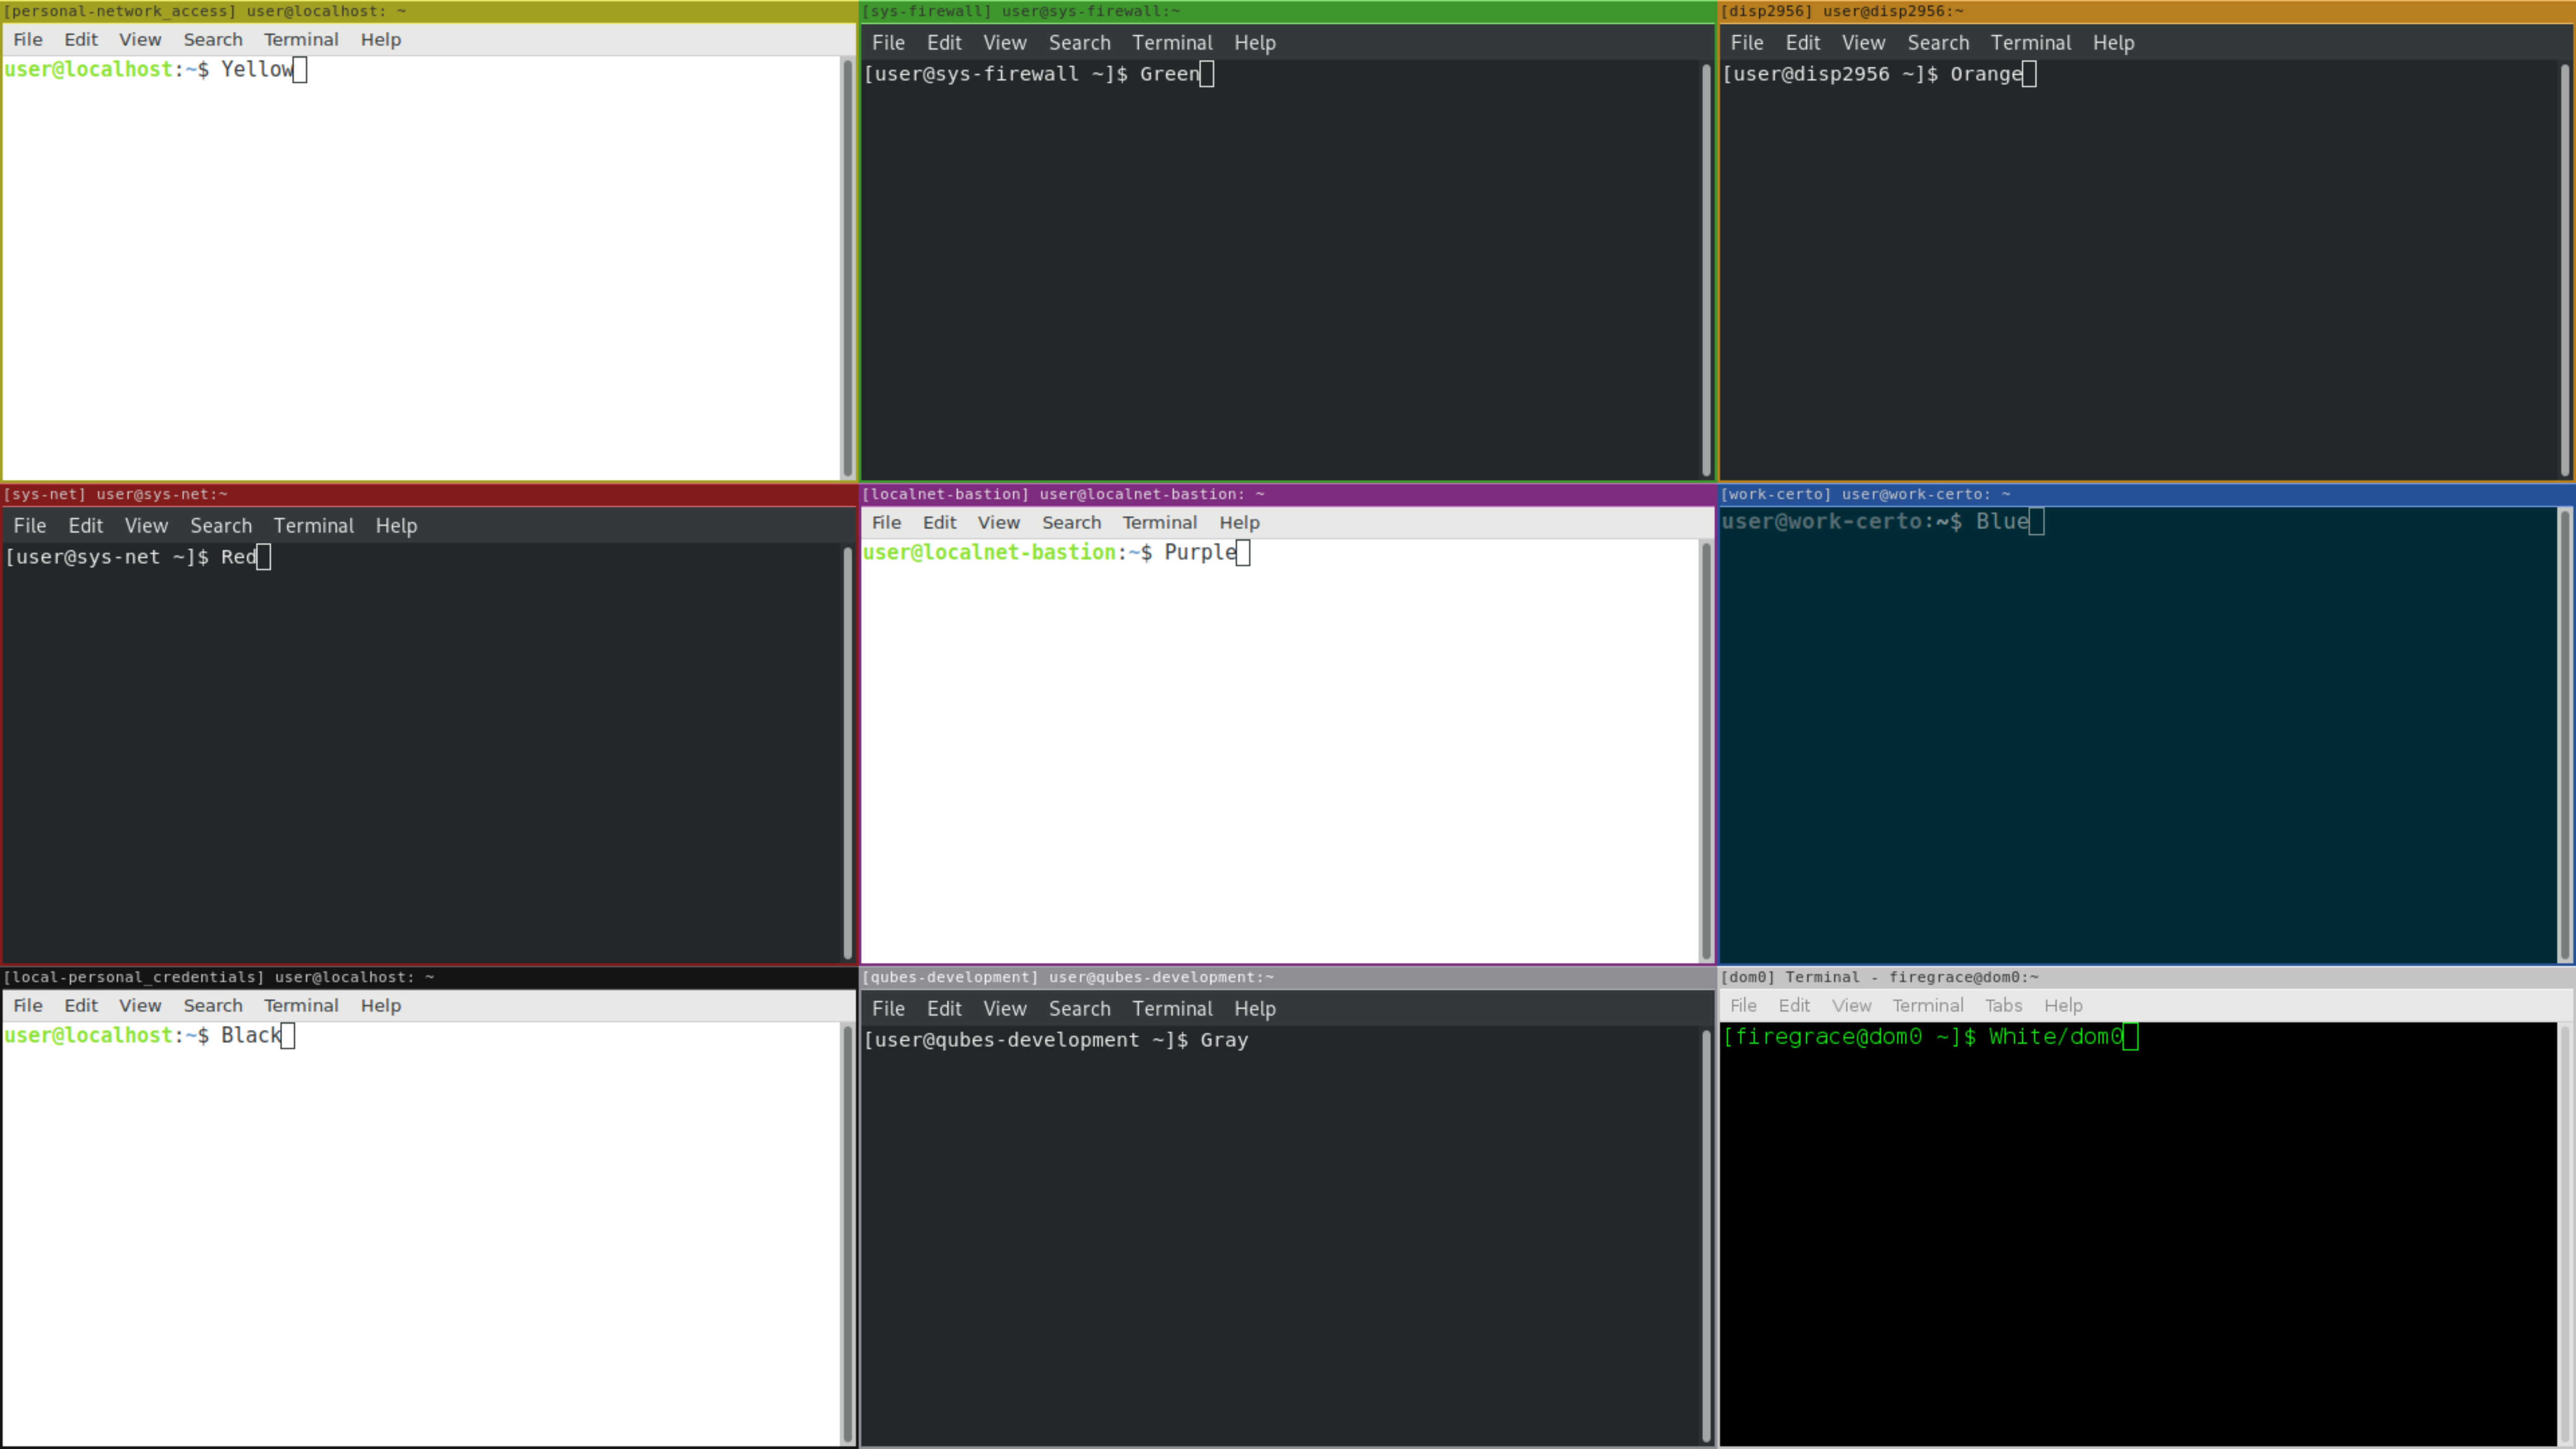 [personal-network_access] user@localhost: ~
File Edit View Search Terminal Help
user@localhost:~$ Yellow
[sys-firewall] user@sys-firewall:~
File Edit View Search Terminal Help
[user@sys-firewall ~]$ Green
[disp2956] user@disp2956:~
File Edit View Search Terminal Help
[user@disp2956 ~]$ Orange
[sys-net] user@sys-net:~
File Edit View Search Terminal Help
[user@sys-net ~]$ Red
[localnet-bastion] user@localnet-bastion: ~
File Edit View Search Terminal Help
user@localnet-bastion:~$ Purple
[work-certo] user@work-certo: ~
user@work-certo:~$ Blue
[local-personal_credentials] user@localhost: ~
File Edit View Search Terminal Help
user@localhost:~$ Black
[qubes-development] user@qubes-development:~
File Edit View Search Terminal Help
[user@qubes-development ~]$ Gray
[dom0] Terminal - firegrace@dom0:~
File Edit View Terminal Tabs Help
[firegrace@dom0 ~]$ White/dom0